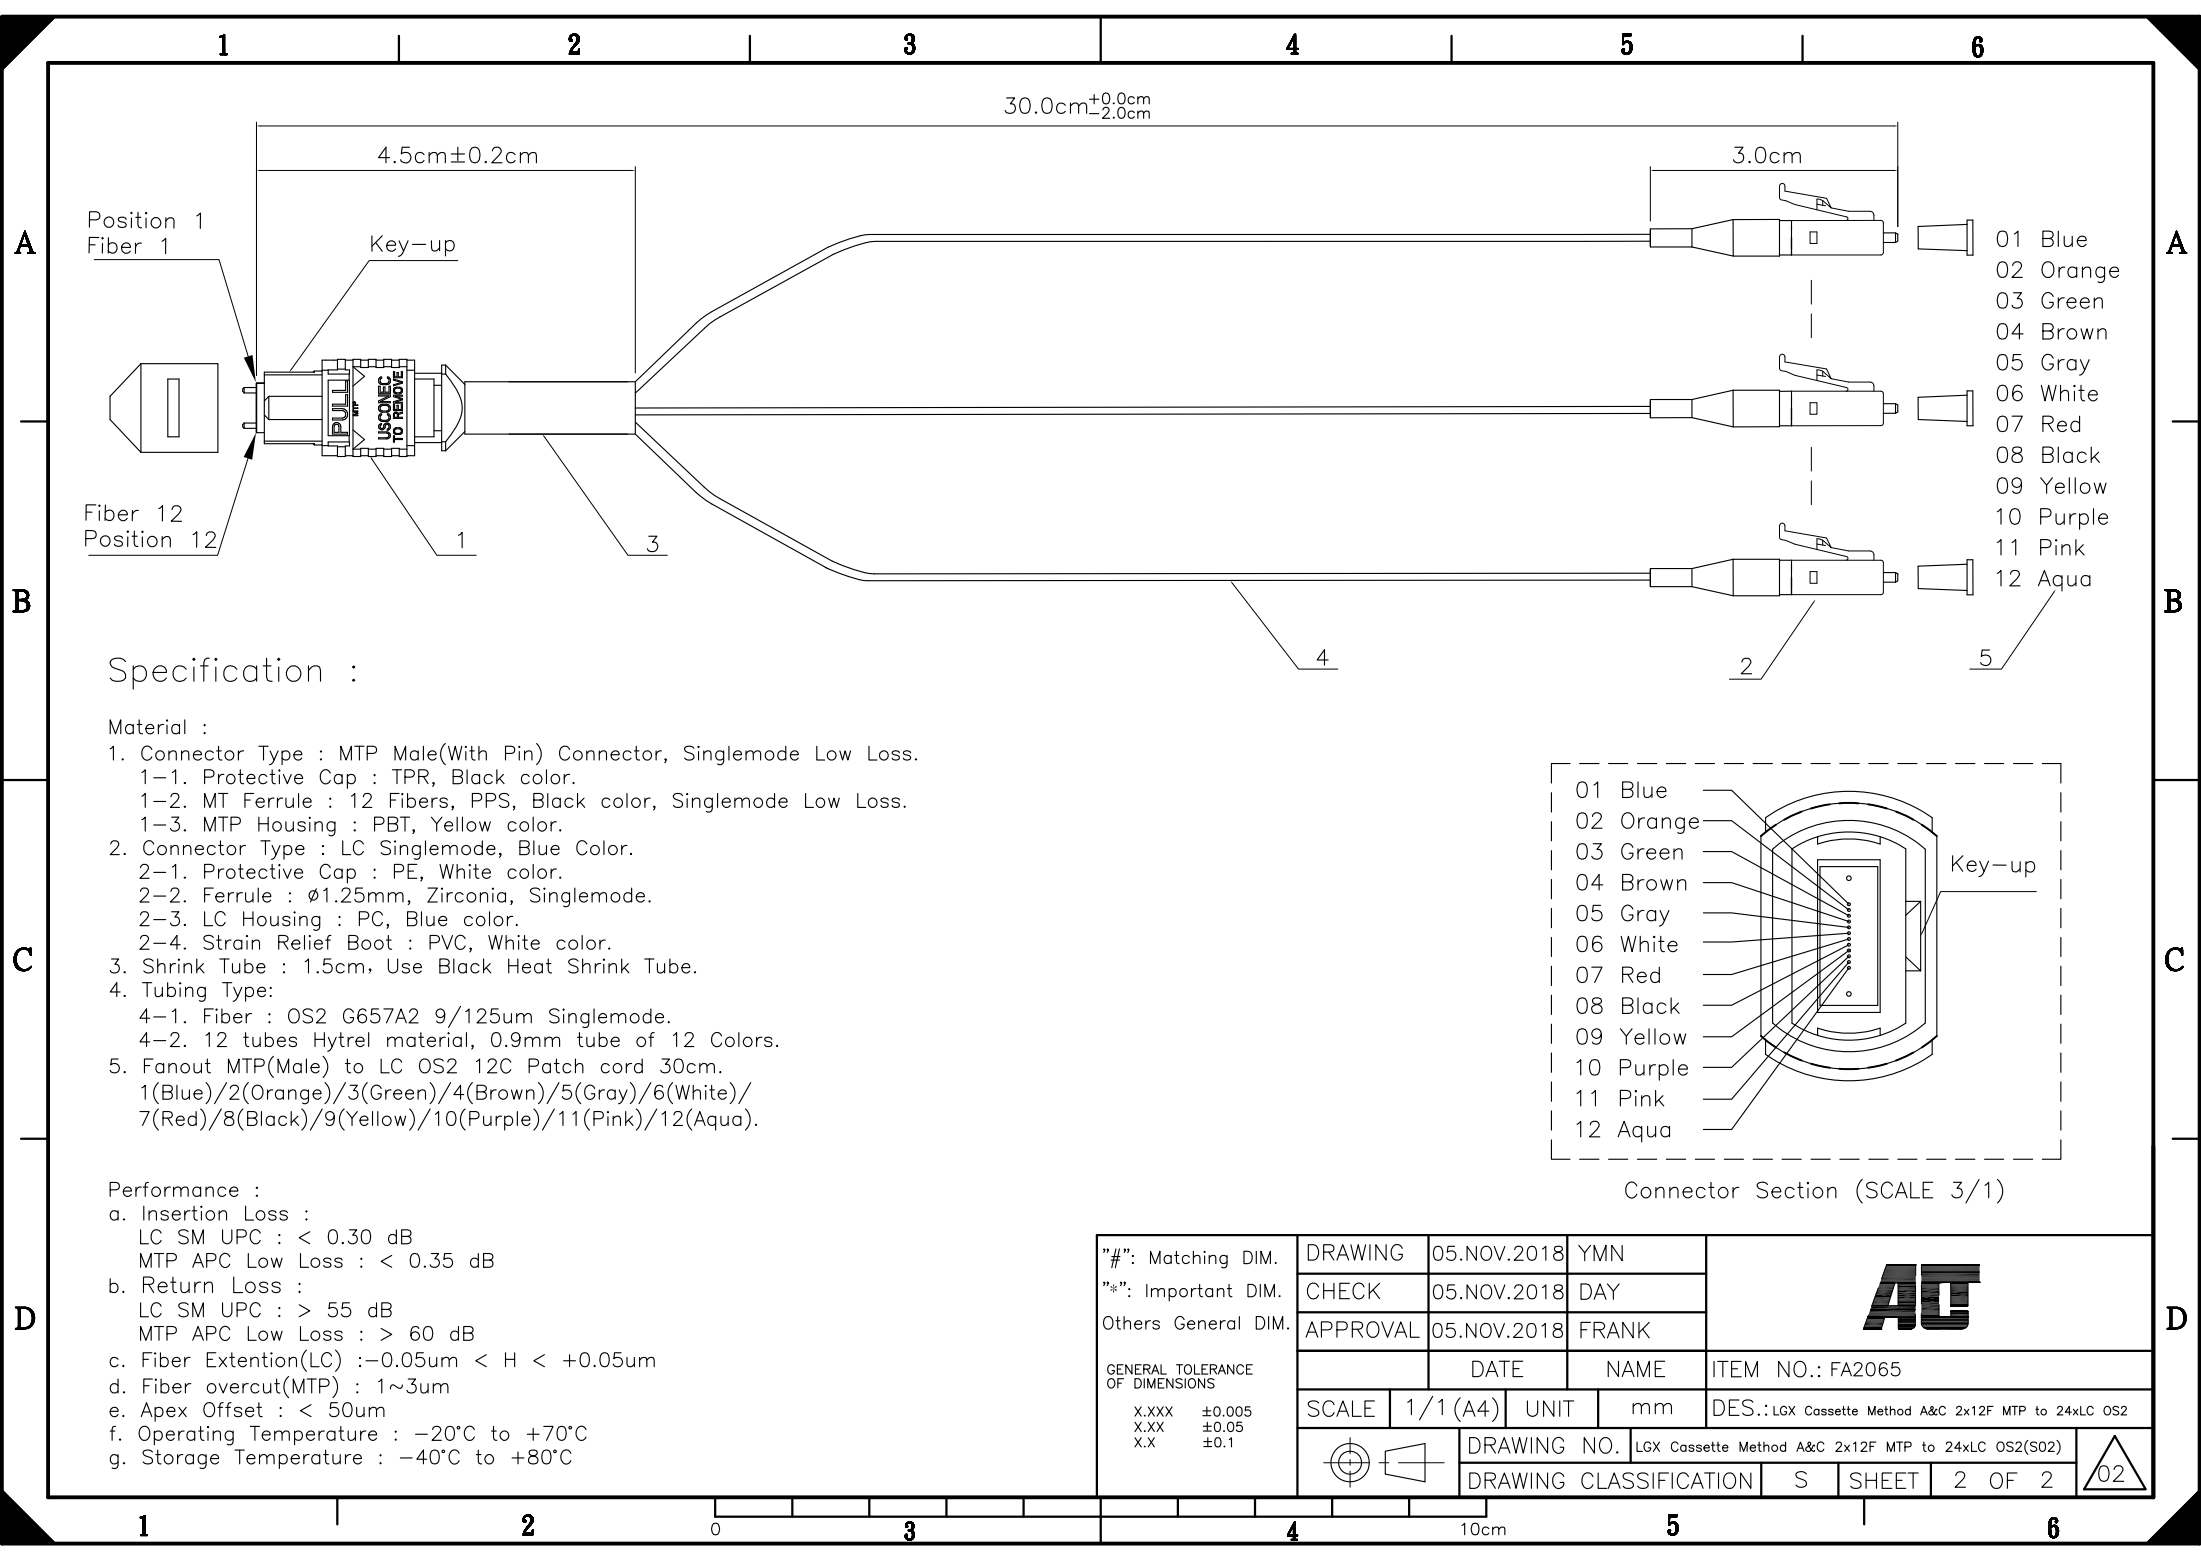 1 2 3 4 5 6
30.0cm+0.0cm
−2.0cm
4.5cm±0.2cm
3.0cm
Position 1
Fiber 1
Key−up
A
A
01 Blue
02 Orange
03 Green
04 Brown
05 Gray
06 White
07 Red
08 Black
09 Yellow
10 Purple
11 Pink
12 Aqua
PULL
MTP
USCONEC
TO REMOVE
Fiber 12
Position 12
1
3
B
B
4
2
5
Specification :
Material :
1. Connector Type : MTP Male(With Pin) Connector, Singlemode Low Loss.
1−1. Protective Cap : TPR, Black color.
1−2. MT Ferrule : 12 Fibers, PPS, Black color, Singlemode Low Loss.
1−3. MTP Housing : PBT, Yellow color.
2. Connector Type : LC Singlemode, Blue Color.
2−1. Protective Cap : PE, White color.
2−2. Ferrule : ø1.25mm, Zirconia, Singlemode.
2−3. LC Housing : PC, Blue color.
2−4. Strain Relief Boot : PVC, White color.
3. Shrink Tube : 1.5cm, Use Black Heat Shrink Tube.
4. Tubing Type:
4−1. Fiber : OS2 G657A2 9/125um Singlemode.
4−2. 12 tubes Hytrel material, 0.9mm tube of 12 Colors.
5. Fanout MTP(Male) to LC OS2 12C Patch cord 30cm.
1(Blue)/2(Orange)/3(Green)/4(Brown)/5(Gray)/6(White)/
7(Red)/8(Black)/9(Yellow)/10(Purple)/11(Pink)/12(Aqua).
01 Blue
02 Orange
03 Green
04 Brown
05 Gray
06 White
07 Red
08 Black
09 Yellow
10 Purple
11 Pink
12 Aqua
Key−up
C
C
Connector Section (SCALE 3/1)
Performance :
a. Insertion Loss :
LC SM UPC : < 0.30 dB
MTP APC Low Loss : < 0.35 dB
b. Return Loss :
LC SM UPC : > 55 dB
MTP APC Low Loss : > 60 dB
c. Fiber Extention(LC) :−0.05um < H < +0.05um
d. Fiber overcut(MTP) : 1~3um
e. Apex Offset : < 50um
f. Operating Temperature : −20°C to +70°C
g. Storage Temperature : −40°C to +80°C
D
D
"#": Matching DIM.
"*": Important DIM.
Others General DIM.
GENERAL TOLERANCE
OF DIMENSIONS
X.XXX ±0.005
X.XX ±0.05
X.X ±0.1
DRAWING 05.NOV.2018 YMN
CHECK 05.NOV.2018 DAY
APPROVAL 05.NOV.2018 FRANK
DATE NAME
ACT
ITEM NO.: FA2065
SCALE 1/1(A4) UNIT mm
DES.: LGX Cassette Method A&C 2x12F MTP to 24xLC OS2
DRAWING NO. LGX Cassette Method A&C 2x12F MTP to 24xLC OS2(S02)
DRAWING CLASSIFICATION S SHEET 2 OF 2
02
1 2 3 4 5 6
0 10cm